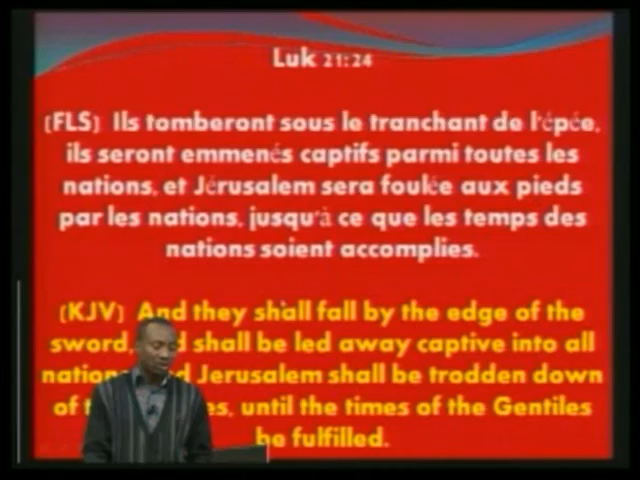 Luk 21:24
(FLS) Ils tomberont sous le tranchant de l'épée,
ils seront emmenés captifs parmi toutes les
nations, et Jérusalem sera foulée aux pieds
par les nations, jusqu'à ce que les temps des
nations soient accomplies.
(KJV) And they shall fall by the edge of the
sword, shall be led away captive into all
Jerusalem shall be trodden down
of until the times of the Gentiles
be fulfilled.